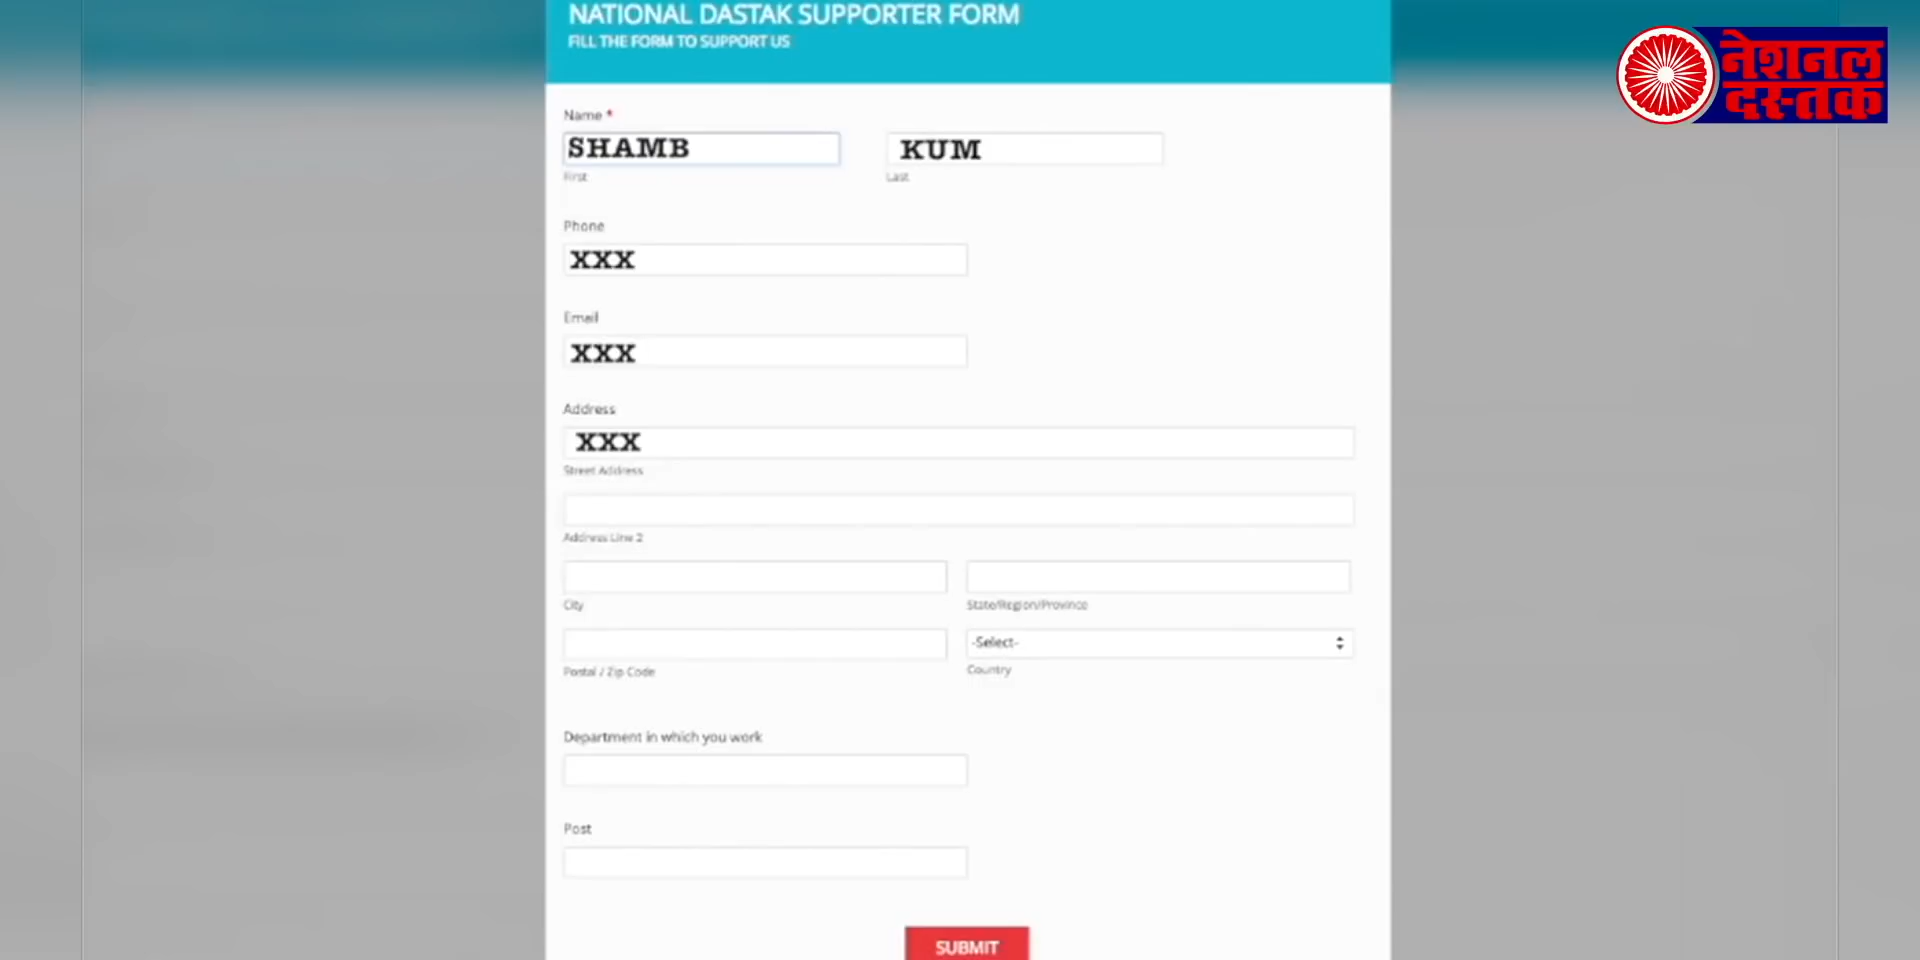 NATIONAL DASTAK SUPPORTER FORM
FILL THE FORM TO SUPPORT US
नेशनल
दस्तक
Name *
SHAMB KUM
First Last
Phone
XXX
Email
XXX
Address
XXX
Street Address
Address Line 2
City State/Region/Province
-Select-
Postal / Zip Code Country
Department in which you work
Post
SUBMIT